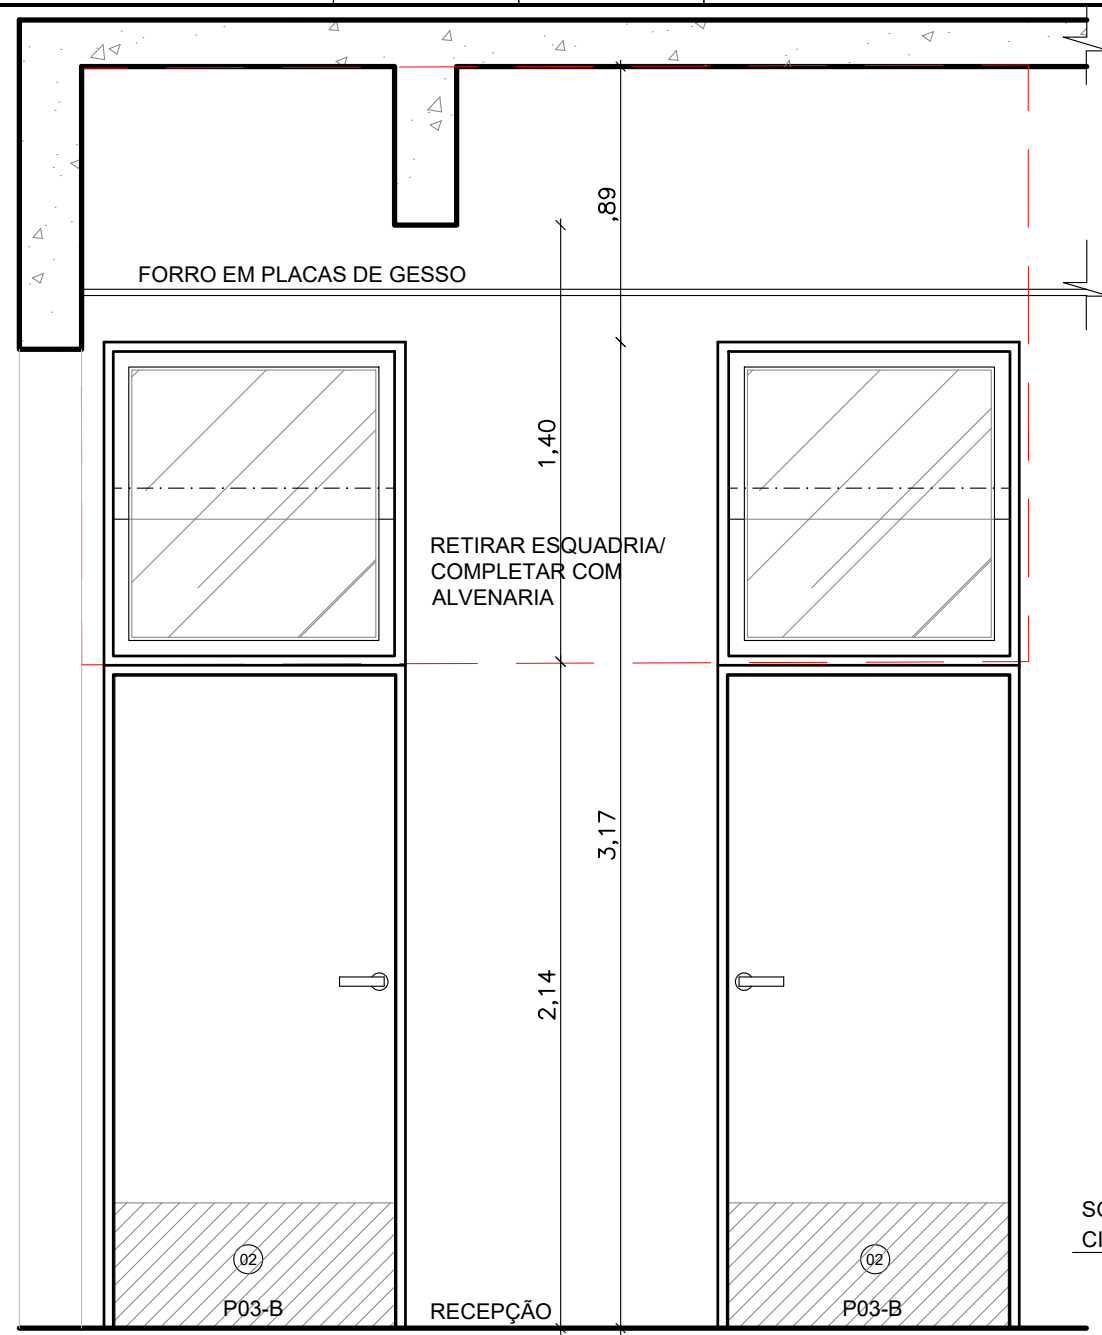 ,89
FORRO EM PLACAS DE GESSO
1,40
RETIRAR ESQUADRIA/
COMPLETAR COM
ALVENARIA
3,17
2,14
02
P03-B
RECEPÇÃO
02
P03-B